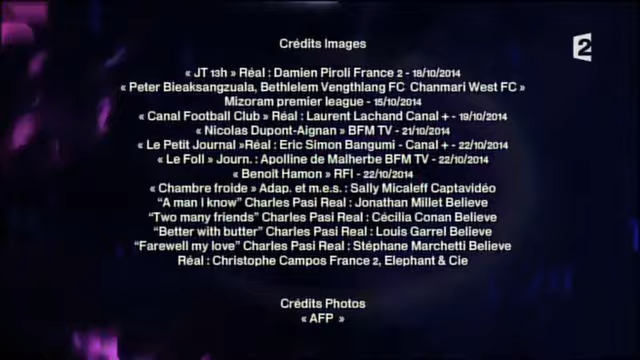 Crédits Images
2
« JT 13h » Réal : Damien Piroli France 2 - 18/10/2014
« Peter Bieaksangzuala, Bethlelem Vengthlang FC Chanmari West FC »
Mizoram premier league - 15/10/2014
« Canal Football Club » Réal : Laurent Lachand Canal + - 19/10/2014
« Nicolas Dupont-Aignan » BFM TV - 21/10/2014
« Le Petit Journal »Réal : Eric Simon Bangumi - Canal + - 22/10/2014
« Le Foll » Journ. : Apolline de Malherbe BFM TV - 22/10/2014
« Benoît Hamon » RFI - 22/10/2014
« Chambre froide » Adap. et m.e.s. : Sally Micaleff Captavidéo
“A man I know” Charles Pasi Real : Jonathan Millet Believe
“Two many friends” Charles Pasi Real : Cécilia Conan Believe
“Better with butter” Charles Pasi Real : Louis Garrel Believe
“Farewell my love” Charles Pasi Real : Stéphane Marchetti Believe
Réal : Christophe Campos France 2, Elephant & Cie
Crédits Photos
« AFP »